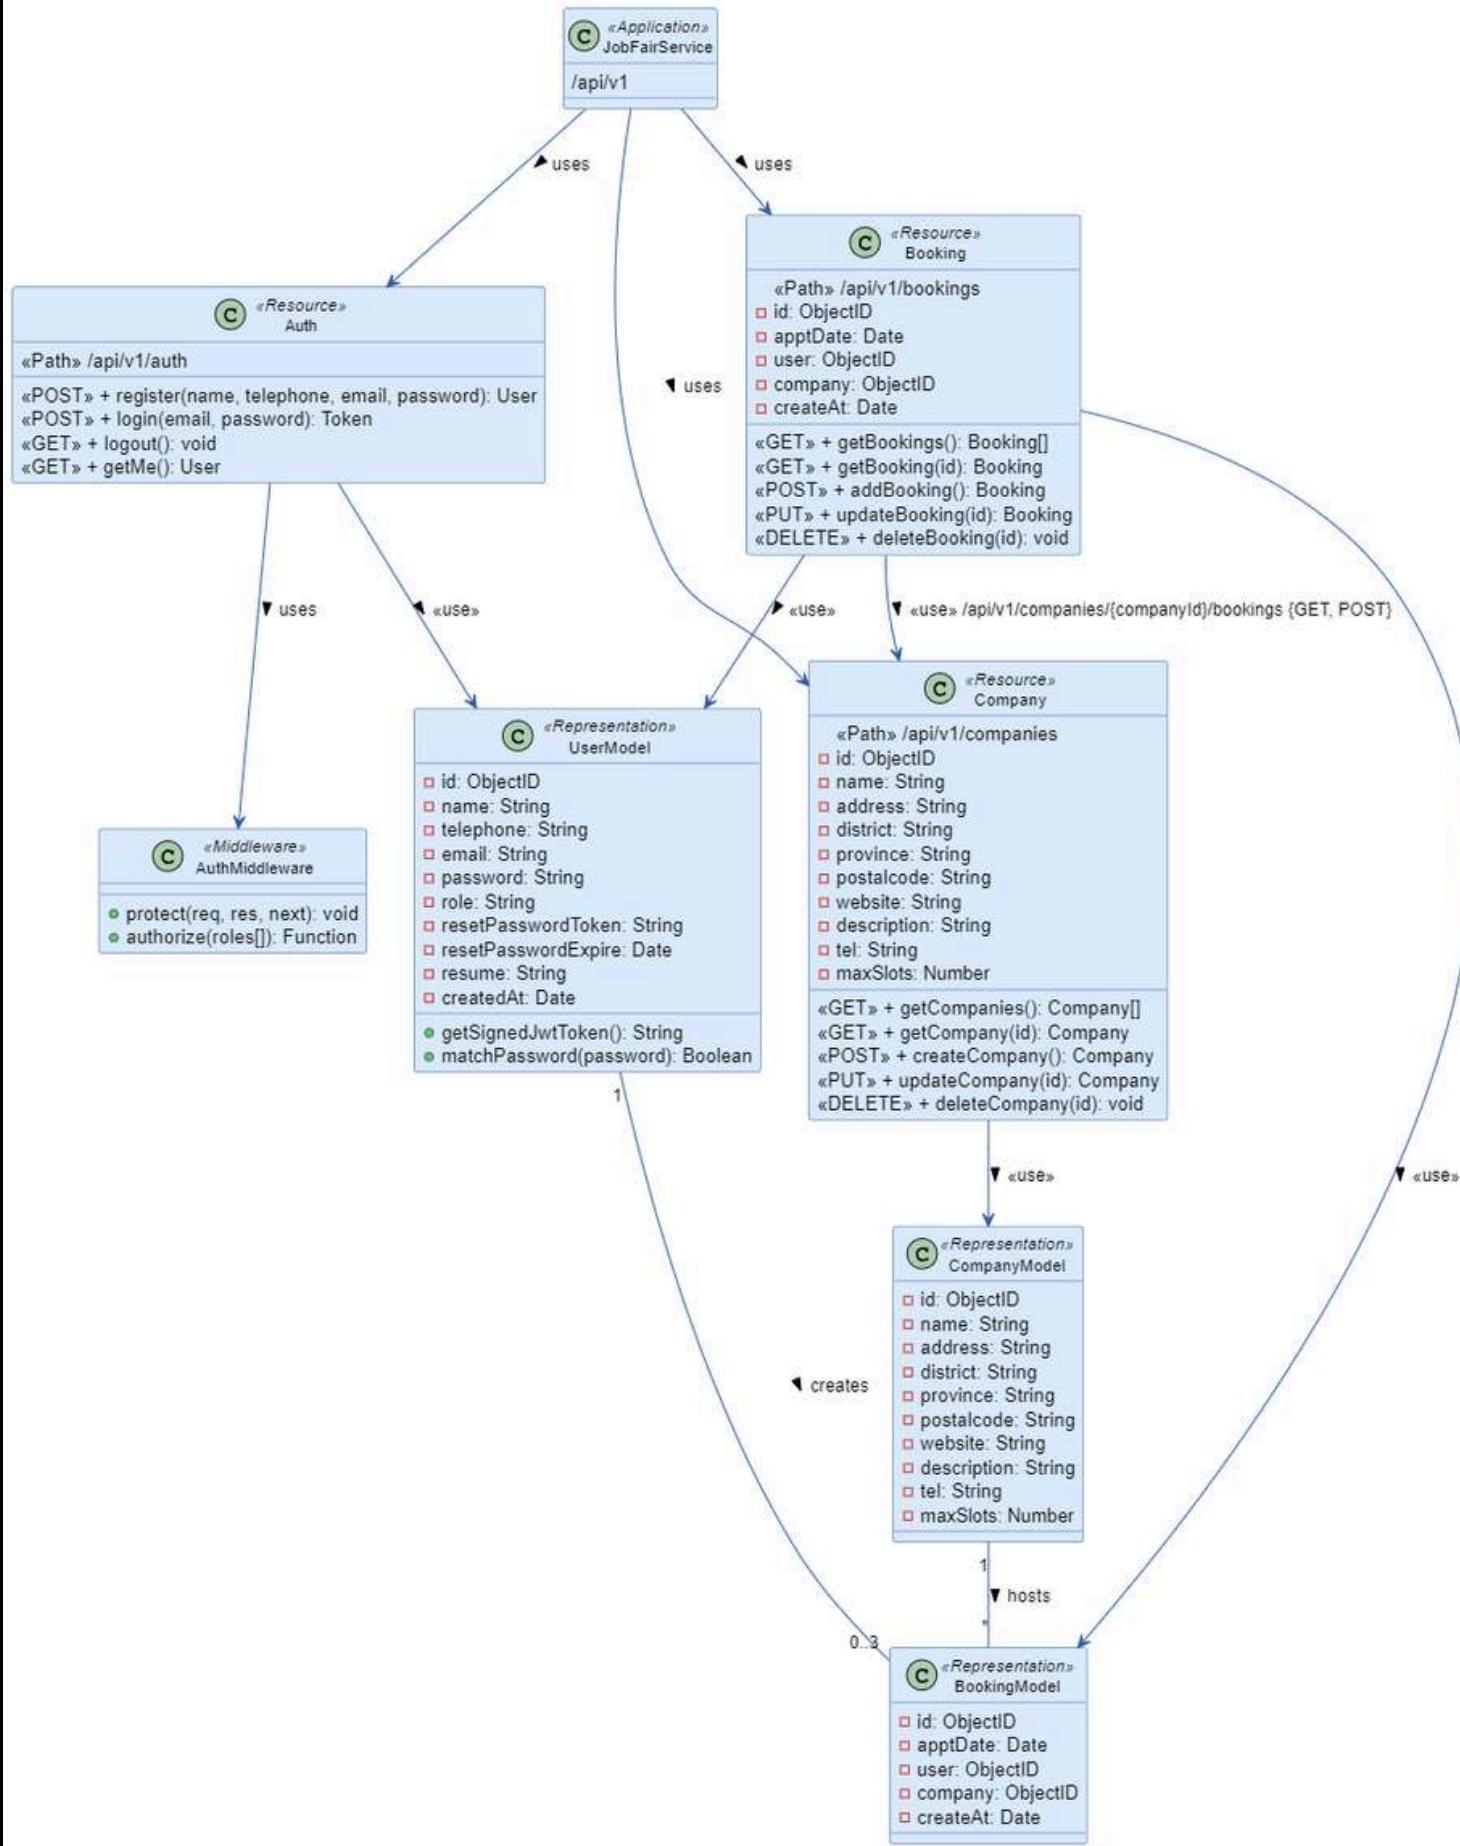 «Application»
JobFairService
/api/v1
uses
uses
uses
«Resource»
Booking
«Path» /api/v1/bookings
id: ObjectID
apptDate: Date
user: ObjectID
company: ObjectID
createAt: Date
«GET» + getBookings(): Booking[]
«GET» + getBooking(id): Booking
«POST» + addBooking(): Booking
«PUT» + updateBooking(id): Booking
«DELETE» + deleteBooking(id): void
«Resource»
Auth
«Path» /api/v1/auth
«POST» + register(name, telephone, email, password): User
«POST» + login(email, password): Token
«GET» + logout(): void
«GET» + getMe(): User
uses
«use»
«use»
«use» /api/v1/companies/{companyId}/bookings {GET, POST}
«Middleware»
AuthMiddleware
protect(req, res, next): void
authorize(roles[]): Function
«Representation»
UserModel
id: ObjectID
name: String
telephone: String
email: String
password: String
role: String
resetPasswordToken: String
resetPasswordExpire: Date
resume: String
createdAt: Date
getSignedJwtToken(): String
matchPassword(password): Boolean
«Resource»
Company
«Path» /api/v1/companies
id: ObjectID
name: String
address: String
district: String
province: String
postalcode: String
website: String
description: String
tel: String
maxSlots: Number
«GET» + getCompanies(): Company[]
«GET» + getCompany(id): Company
«POST» + createCompany(): Company
«PUT» + updateCompany(id): Company
«DELETE» + deleteCompany(id): void
1
«use»
«use»
«Representation»
CompanyModel
id: ObjectID
name: String
address: String
district: String
province: String
postalcode: String
website: String
description: String
tel: String
maxSlots: Number
creates
1
hosts
*
0..3
«Representation»
BookingModel
id: ObjectID
apptDate: Date
user: ObjectID
company: ObjectID
createAt: Date
C
C
C
C
C
C
C
C